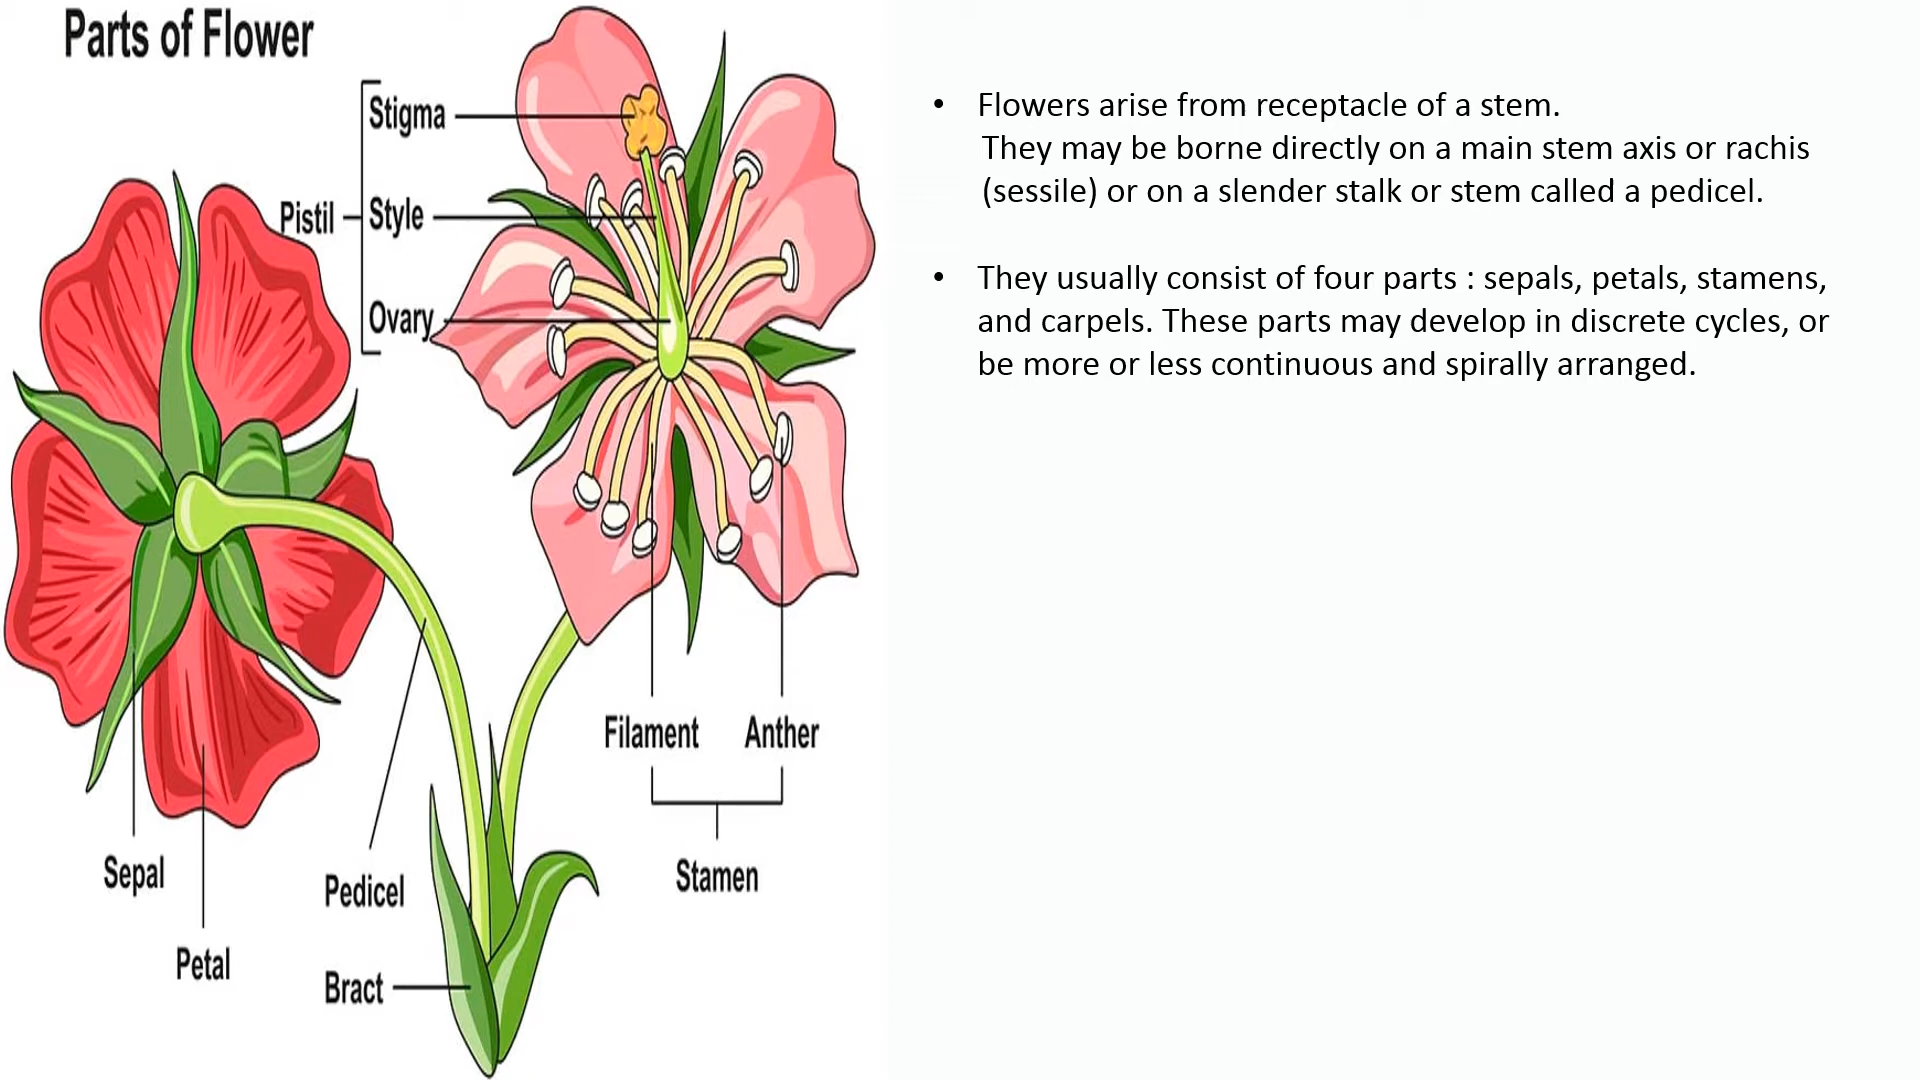 Parts of Flower
Stigma
Pistil
Style
Ovary
Filament
Anther
Stamen
Sepal
Pedicel
Petal
Bract
• Flowers arise from receptacle of a stem.
They may be borne directly on a main stem axis or rachis
(sessile) or on a slender stalk or stem called a pedicel.
• They usually consist of four parts : sepals, petals, stamens,
and carpels. These parts may develop in discrete cycles, or
be more or less continuous and spirally arranged.